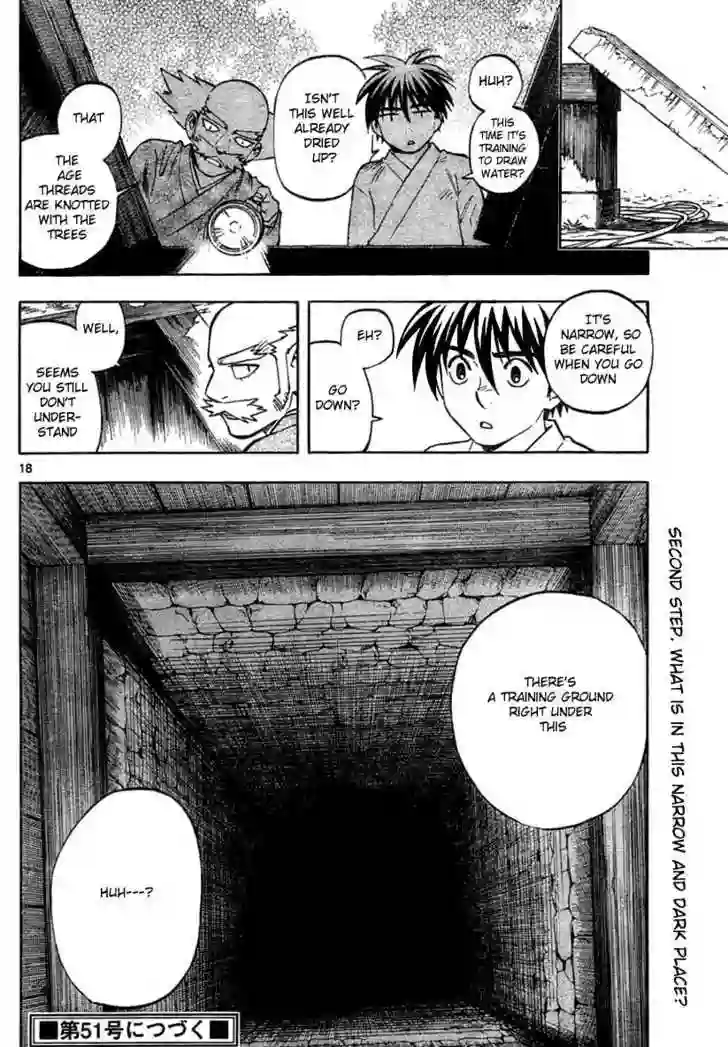 HUH?
THIS
TIME IT'S
TRAINING
TO DRAW
WATER?
ISN'T
THIS WELL
ALREADY
DRIED
UP?
THAT
THE
AGE
THREADS
ARE KNOTTED
WITH THE
TREES
IT'S
NARROW, SO
BE CAREFUL
WHEN YOU GO
DOWN
EH?
GO
DOWN?
WELL,
SEEMS
YOU STILL
DON'T
UNDER-
STAND
18
THERE'S
A TRAINING GROUND
RIGHT UNDER
THIS
HUH---?
SECOND STEP. WHAT IS IN THIS NARROW AND DARK PLACE?
■第51号につづく■